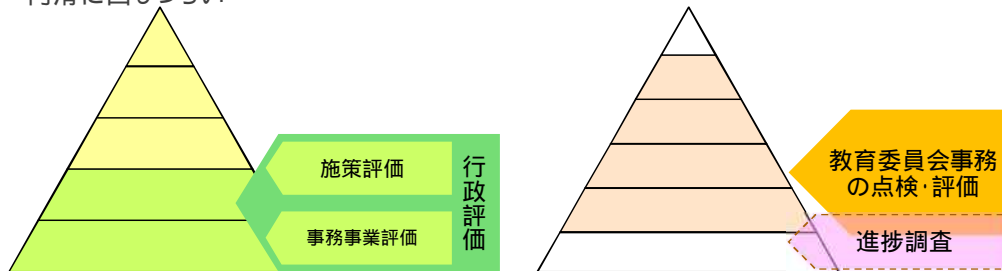 施策評価
事務事業評価
行政評価
教育委員会事務
の点検・評価
進捗調査